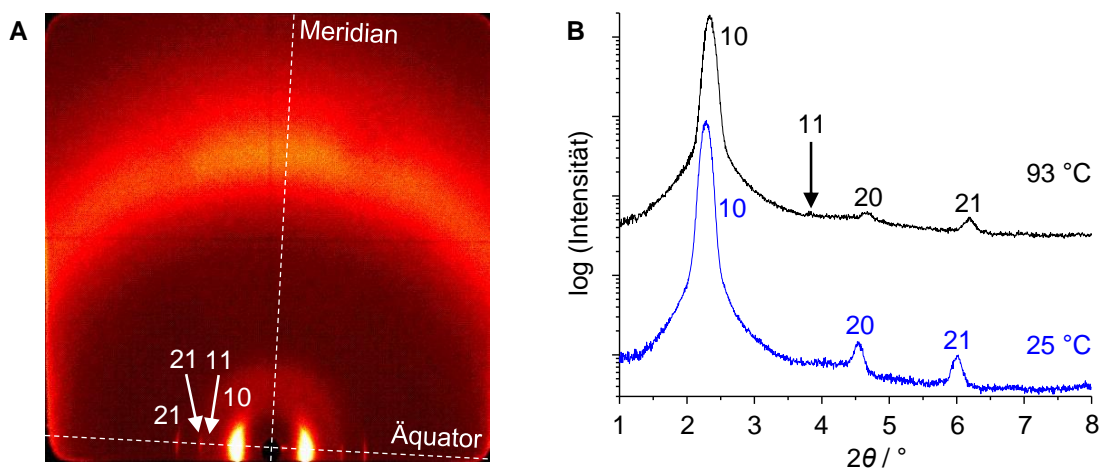 A
Meridian
21 11
10
21
Äquator
B
log (Intensität)
10
11
20
21
93 °C
10
20
21
25 °C
1 2 3 4 5 6 7 8
2θ / °